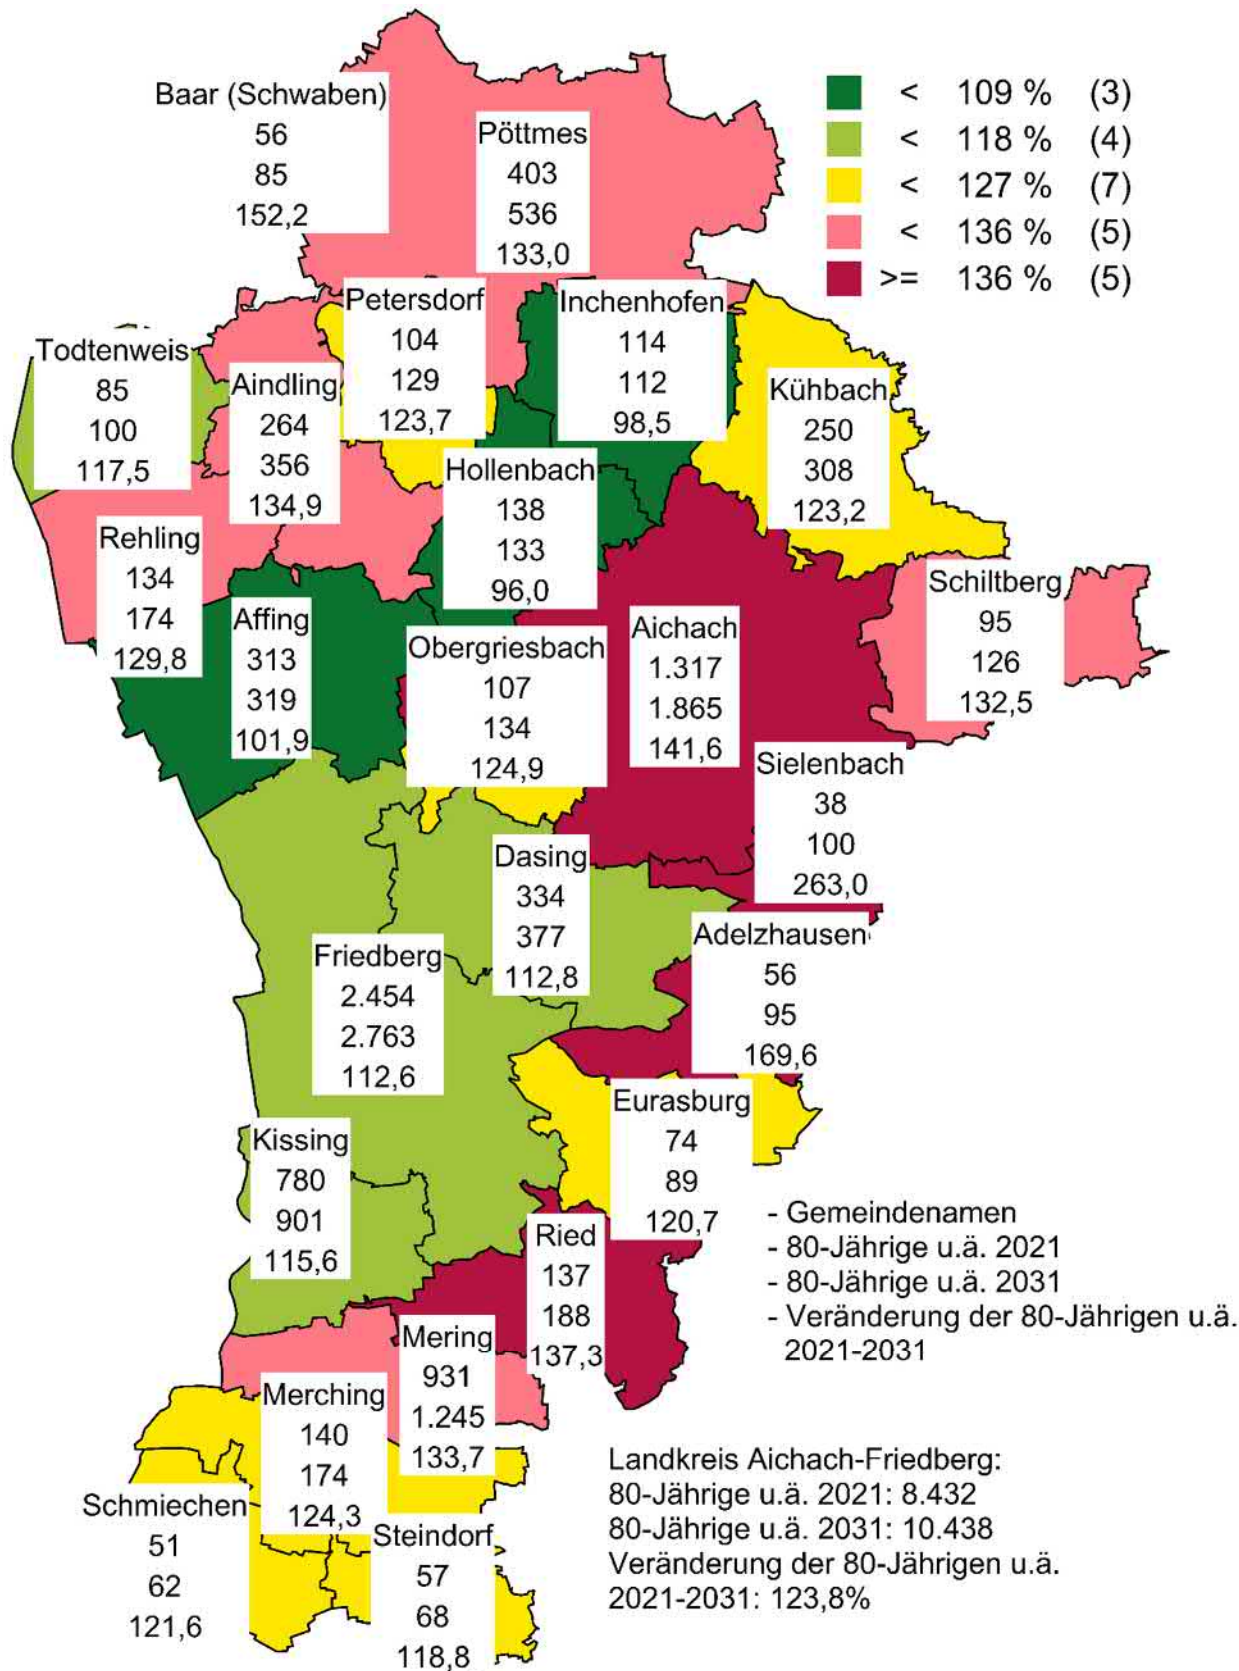 Baar (Schwaben)
56
85
152,2
Pöttmes
403
536
133,0
< 109 % (3)
< 118 % (4)
< 127 % (7)
< 136 % (5)
>= 136 % (5)
Petersdorf
104
129
123,7
Inchenhofen
114
112
98,5
Todtenweis
85
100
117,5
Aindling
264
356
134,9
Kühbach
250
308
123,2
Hollenbach
138
133
96,0
Rehling
134
174
129,8
Affing
313
319
101,9
Obergriesbach
107
134
124,9
Aichach
1.317
1.865
141,6
Schiltberg
95
126
132,5
Sielenbach
38
100
263,0
Dasing
334
377
112,8
Adelzhausen
56
95
169,6
Friedberg
2.454
2.763
112,6
Eurasburg
74
89
120,7
Kissing
780
901
115,6
Ried
137
188
137,3
- Gemeindenamen
- 80-Jährige u.ä. 2021
- 80-Jährige u.ä. 2031
- Veränderung der 80-Jährigen u.ä.
2021-2031
Mering
931
1.245
133,7
Merching
140
174
124,3
Schmiechen
51
62
121,6
Steindorf
57
68
118,8
Landkreis Aichach-Friedberg:
80-Jährige u.ä. 2021: 8.432
80-Jährige u.ä. 2031: 10.438
Veränderung der 80-Jährigen u.ä.
2021-2031: 123,8%